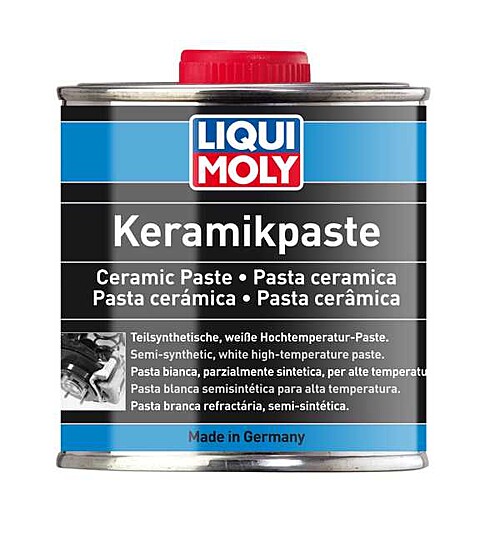 LIQUI
MOLY
Keramikpaste
Ceramic Paste • Pasta ceramica
Pasta cerámica • Pasta cerâmica
Teilsynthetische, weiße Hochtemperatur-Paste.
Semi-synthetic, white high-temperature paste.
Pasta bianca, parzialmente sintetica, per alte temperatu
Pasta blanca semisintética para alta temperatura.
Pasta branca refractária, semi-sintética.
Made in Germany